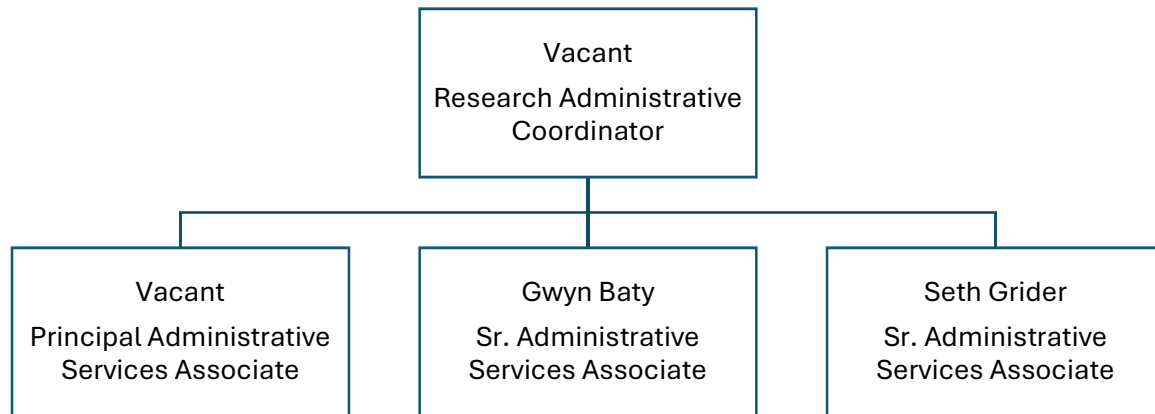 Vacant
Research Administrative
Coordinator
Vacant
Principal Administrative
Services Associate
Gwyn Baty
Sr. Administrative
Services Associate
Seth Grider
Sr. Administrative
Services Associate